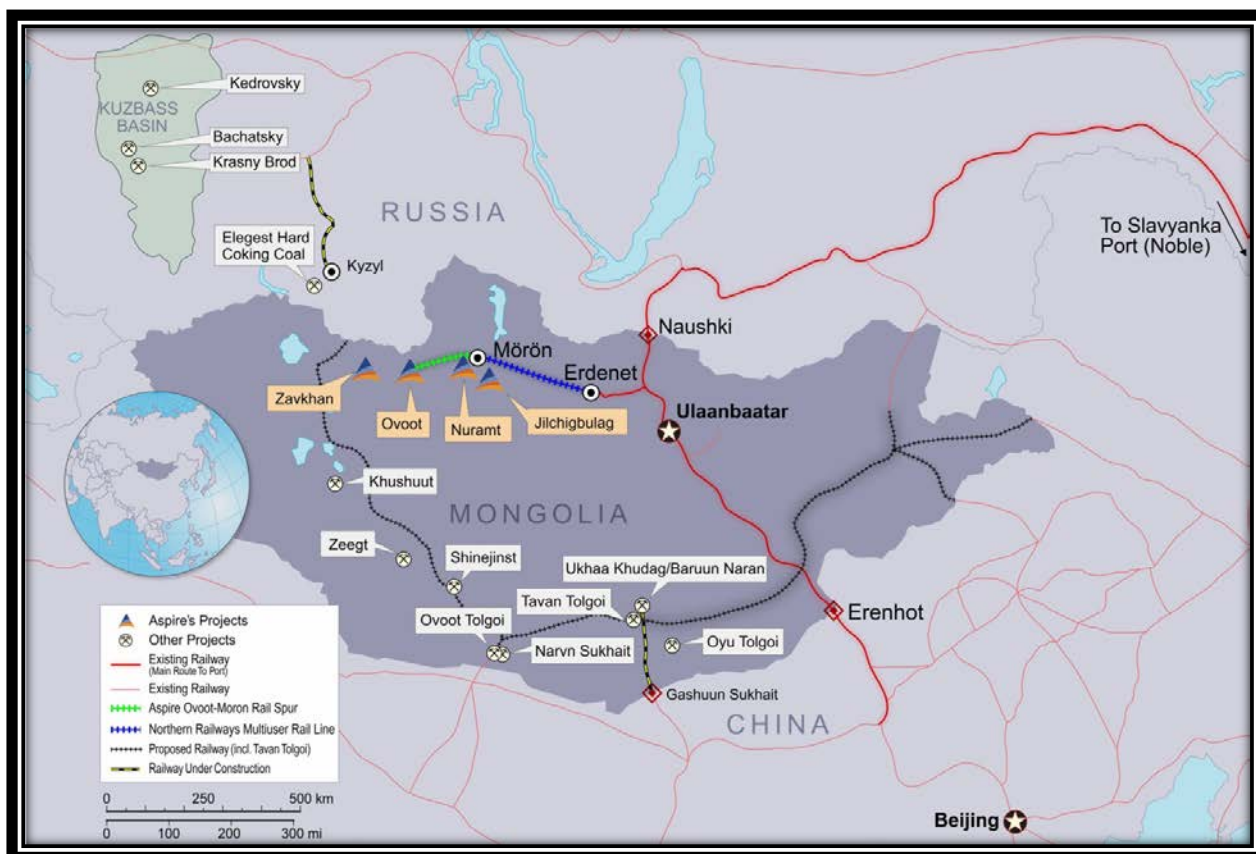 Kedrovsky
KUZBASS
BASIN
Bachatsky
Krasny Brod
RUSSIA
To Slavyanka
Port (Noble)
Elegest Hard
Coking Coal
Kyzyl
Naushki
Mörön
Erdenet
Zavkhan
Ovoot
Nuramt
Jilchigbulag
Ulaanbaatar
Khushuut
MONGOLIA
Zeegt
Shinejinst
Ukhaa Khudag/Baruun Naran
Tavan Tolgoi
Ovoot Tolgoi
Erenhot
Narvn Sukhait
Oyu Tolgoi
Gashuun Sukhait
CHINA
Aspire's Projects
Other Projects
Existing Railway
(Main Route To Port)
Existing Railway
Aspire Ovoot-Moron Rail Spur
Northern Railways Multiuser Rail Line
Proposed Railway (incl. Tavan Tolgoi)
Railway Under Construction
0 250 500 km
0 100 200 300 mi
Beijing